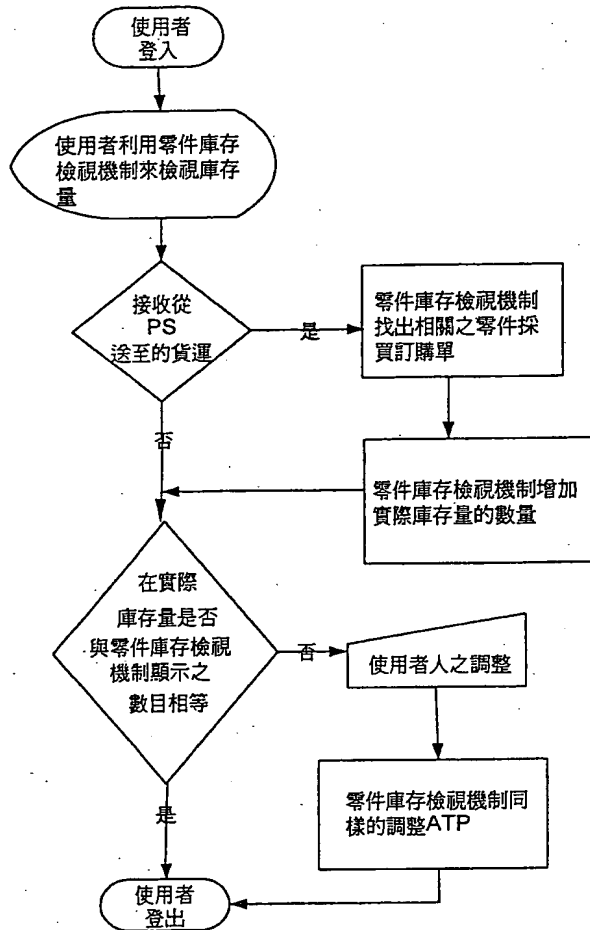 使用者
登入
使用者利用零件庫存
檢視機制來檢視庫存
量
接收從
PS
送至的貨運
是
零件庫存檢視機制
找出相關之零件採
買訂購單
否
零件庫存檢視機制增加
實際庫存量的數量
在實際
庫存量是否
與零件庫存檢視
機制顯示之
數目相等
否
使用者人之調整
零件庫存檢視機制同
樣的調整ATP
是
使用者
登出